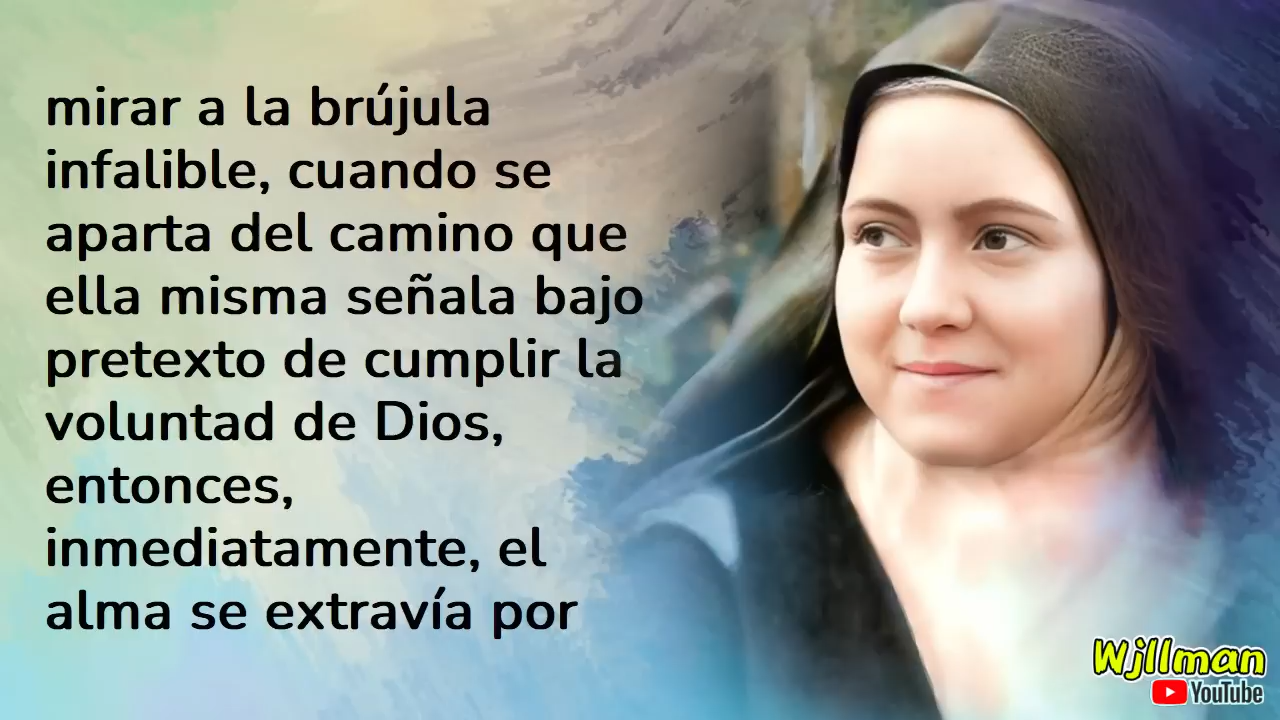 mirar a la brújula
infalible, cuando se
aparta del camino que
ella misma señala bajo
pretexto de cumplir la
voluntad de Dios,
entonces,
inmediatamente, el
alma se extravía por
Wjllman
YouTube